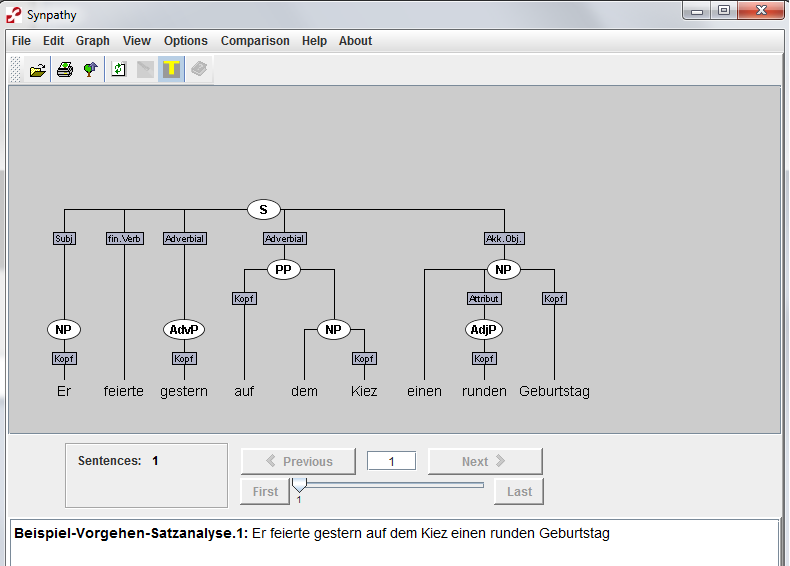 Synpathy
File Edit Graph View Options Comparison Help About
T
S
Subj fin.Verb Adverbial Adverbial Akk.Obj.
PP NP
Kopf Attribut Kopf
NP AdvP NP AdjP
Kopf Kopf Kopf Kopf
Er feierte gestern auf dem Kiez einen runden Geburtstag
Sentences: 1
Previous 1 Next
First 1 Last
Beispiel-Vorgehen-Satzanalyse.1: Er feierte gestern auf dem Kiez einen runden Geburtstag